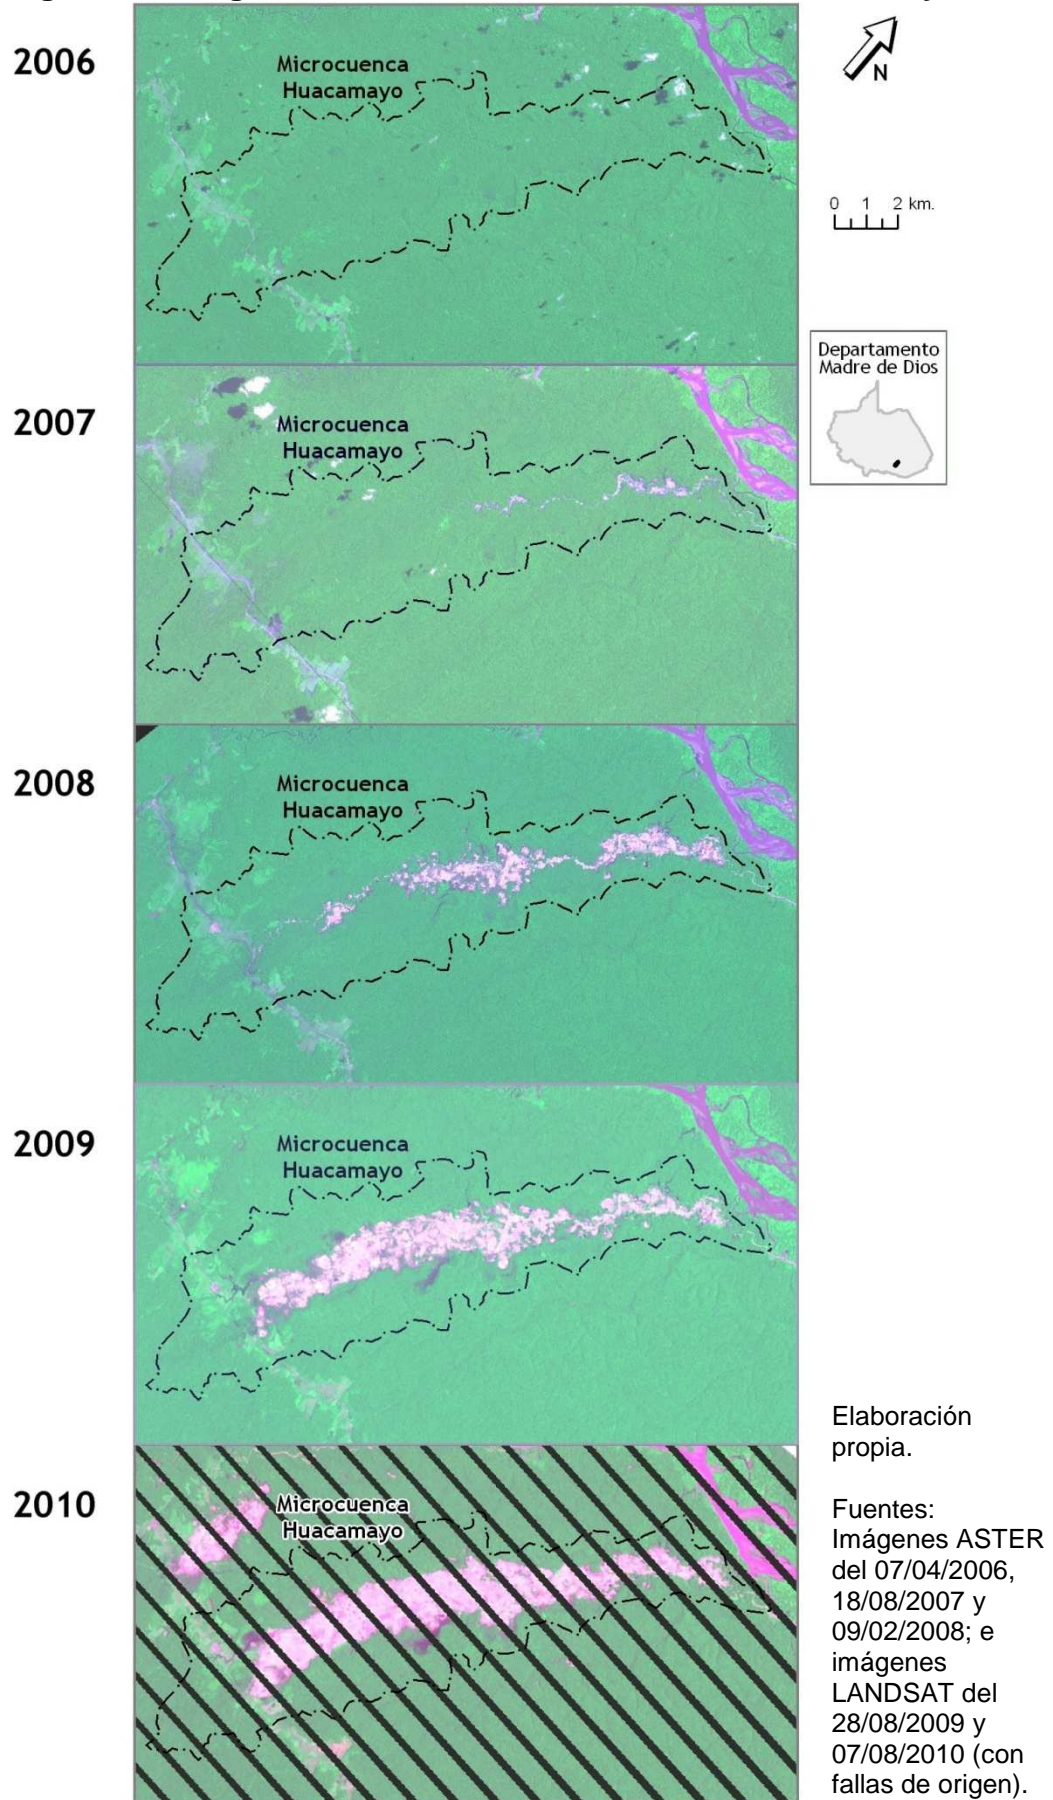 2006
Microcuenca
Huacamayo
N
0 1 2 km.
Departamento
Madre de Dios
2007
Microcuenca
Huacamayo
2008
Microcuenca
Huacamayo
2009
Microcuenca
Huacamayo
2010
Microcuenca
Huacamayo
Elaboración
propia.
Fuentes:
Imágenes ASTER
del 07/04/2006,
18/08/2007 y
09/02/2008; e
imágenes
LANDSAT del
28/08/2009 y
07/08/2010 (con
fallas de origen).